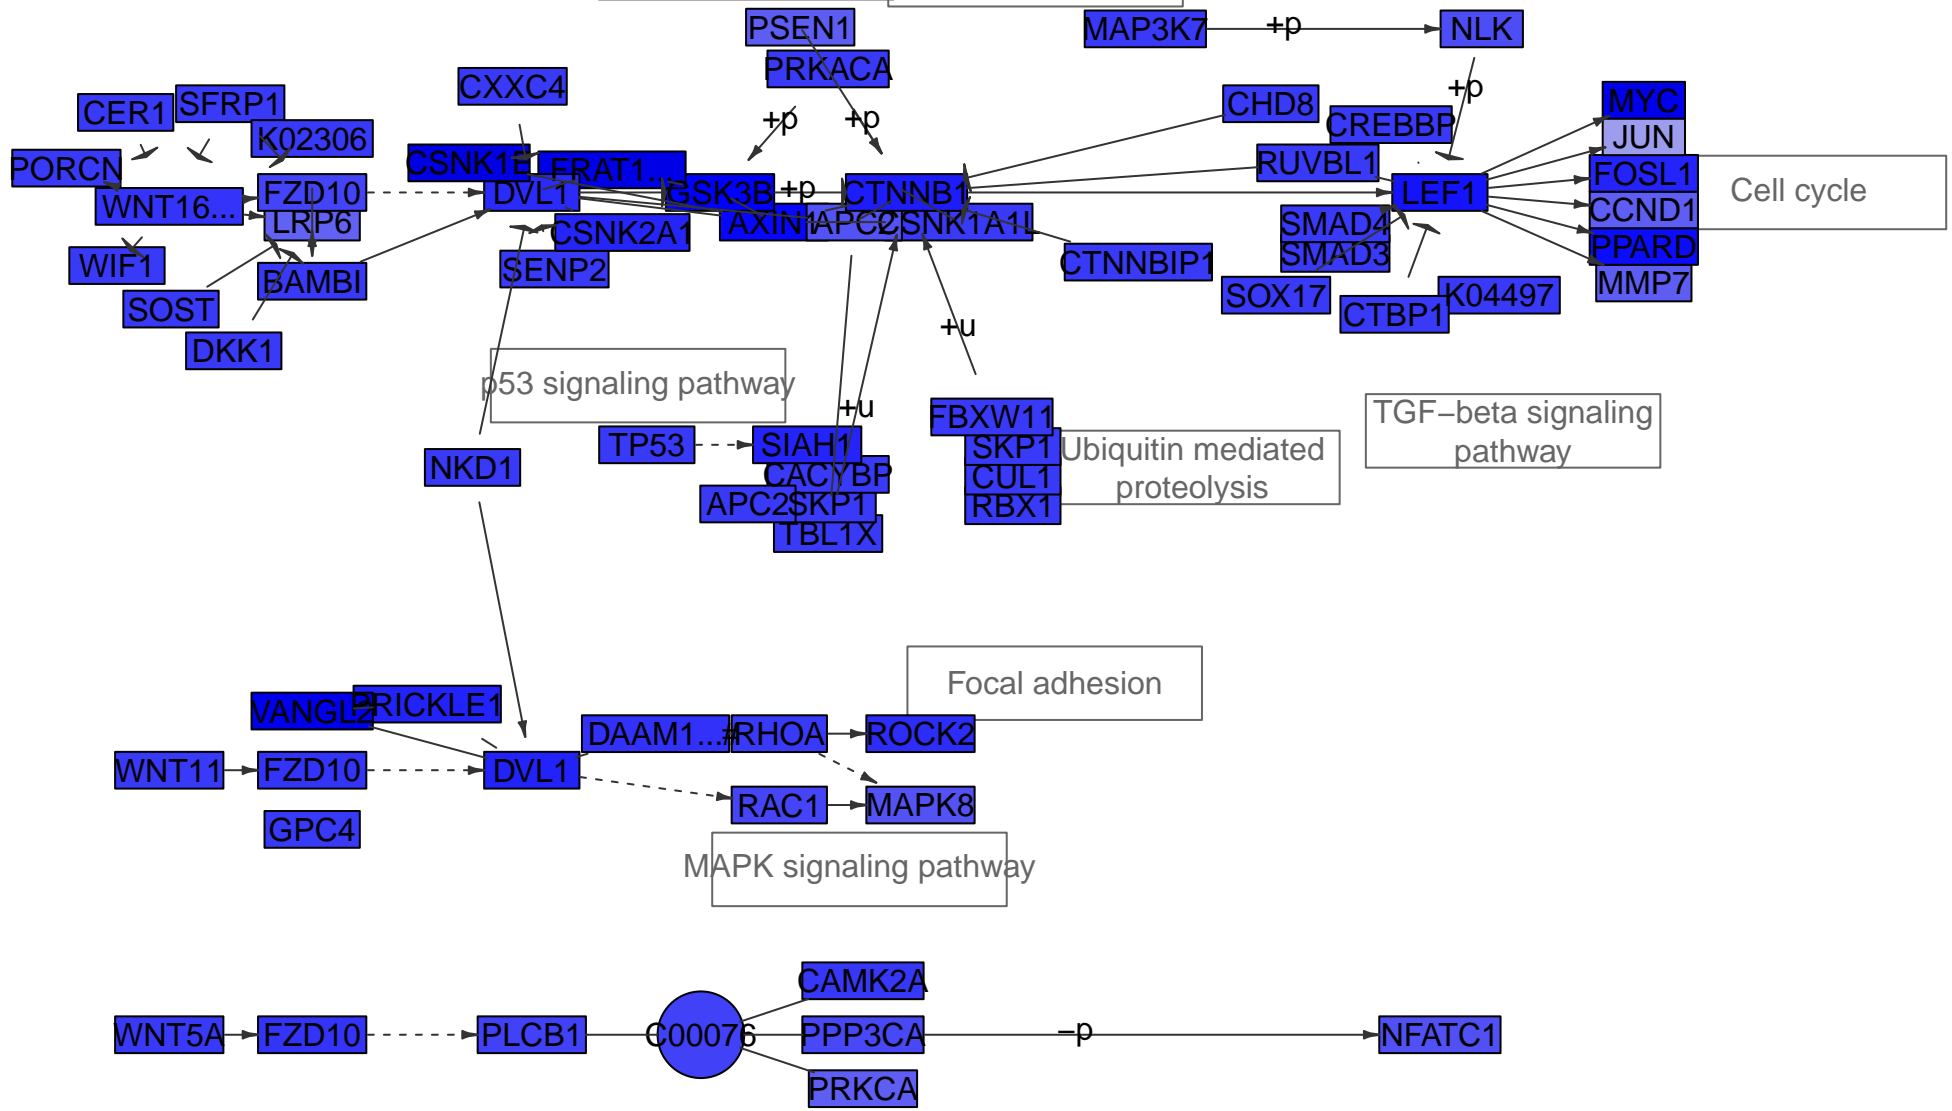 PSEN1
MAP3K7
+p
NLK
PRKACA
CXXC4
CER1
SFRP1
K02306
+p
+p
CHD8
CREBBP
+p
MYC
JUN
PORCN
CSNK1E
FRAT1...
RUVBL1
FOSL1
Cell cycle
WNT16...
FZD10
DVL1
GSK3B
+p
CTNNB1
LEF1
CCND1
LRP6
AXIN1
APC2
CSNK1A1L
SMAD4
CSNK2A1
SMAD3
PPARD
WIF1
BAMBI
SENP2
CTNNBIP1
MMP7
SOST
SOX17
K04497
CTBP1
DKK1
+u
p53 signaling pathway
+u
FBXW11
TGF−beta signaling
pathway
TP53
SIAH1
SKP1
Ubiquitin mediated
proteolysis
NKD1
CACYBP
CUL1
APC2
SKP1
RBX1
TBL1X
Focal adhesion
VANGL2
PRICKLE1
DAAM1...
RHOA
ROCK2
WNT11
FZD10
DVL1
RAC1
MAPK8
GPC4
MAPK signaling pathway
CAMK2A
WNT5A
FZD10
PLCB1
C00076
PPP3CA
−p
NFATC1
PRKCA